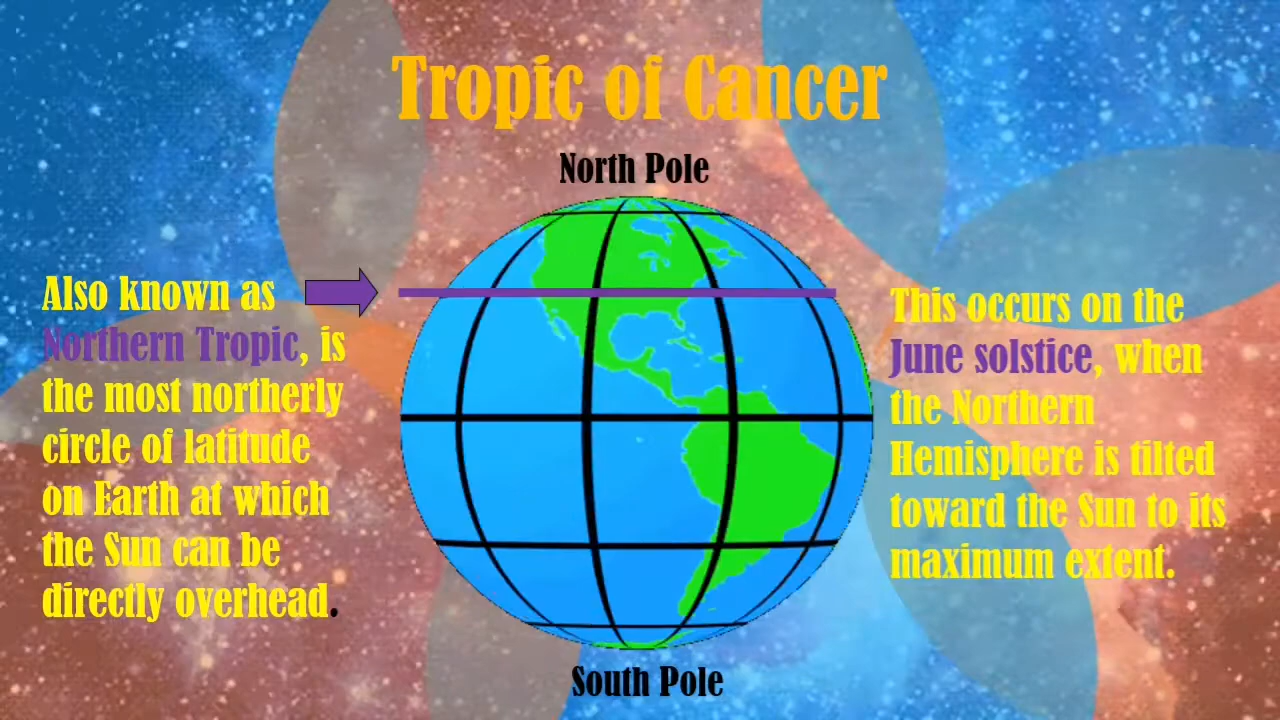 Tropic of Cancer
North Pole
Also known as
Northern Tropic, is
the most northerly
circle of latitude
on Earth at which
the Sun can be
directly overhead.
This occurs on the
June solstice, when
the Northern
Hemisphere is tilted
toward the Sun to its
maximum extent.
South Pole